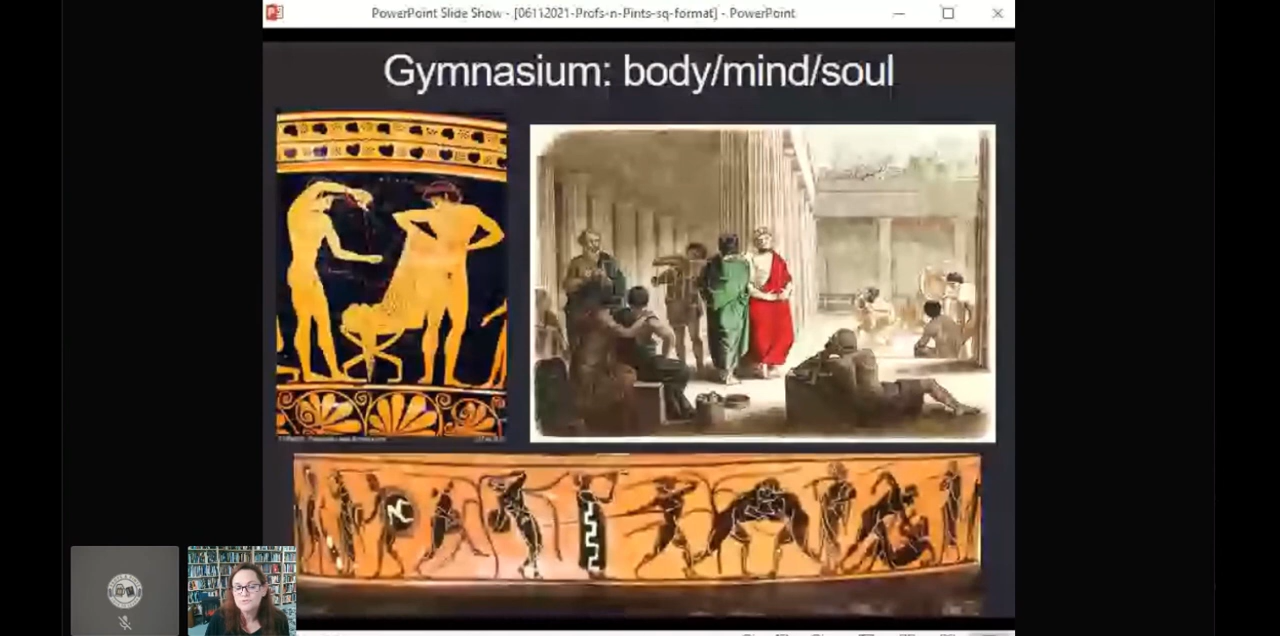 PowerPoint Slide Show - [06112021-Profs-n-Pints-sq-format] - PowerPoint
Gymnasium: body/mind/soul